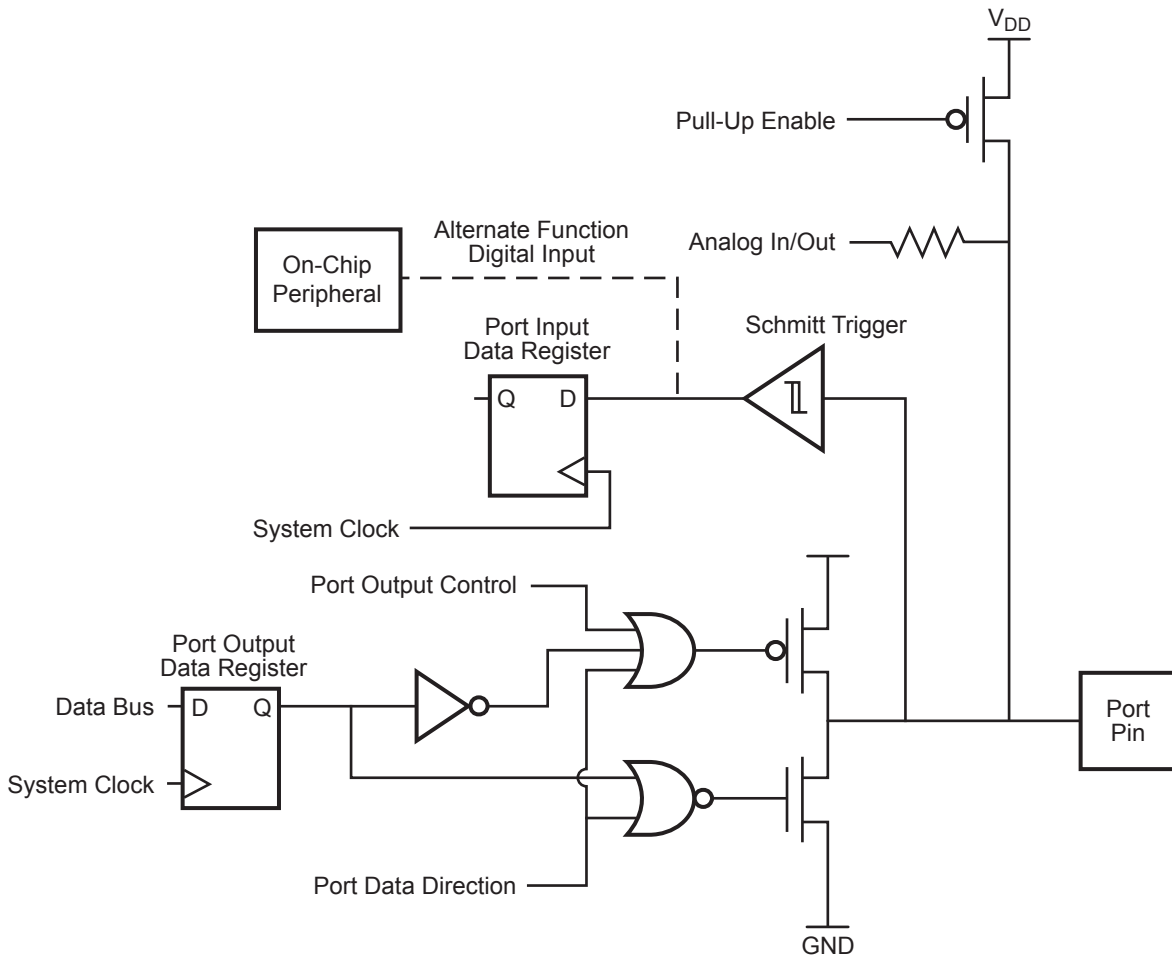 VDD
Pull-Up Enable
Alternate Function
Digital Input
Analog In/Out
On-Chip
Peripheral
Port Input
Data Register
Schmitt Trigger
Q D
System Clock
Port Output Control
Port Output
Data Register
Data Bus
D Q
System Clock
Port
Pin
Port Data Direction
GND